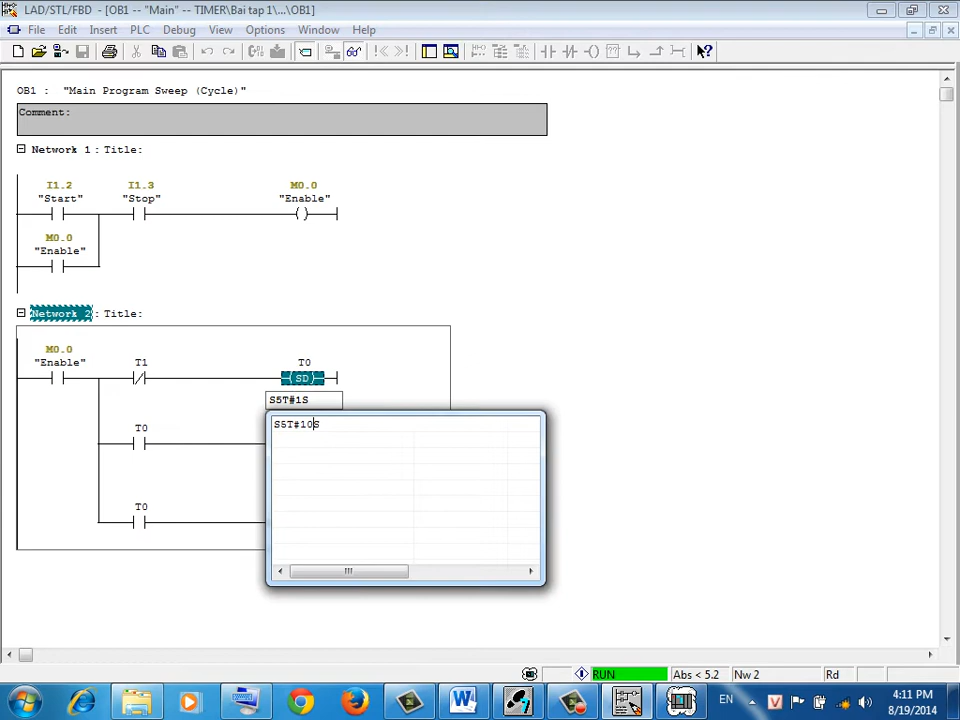 LAD/STL/FBD - [OB1 -- "Main" -- TIMER\Bai tap 1\...\OB1]
File Edit Insert PLC Debug View Options Window Help
OB1 : "Main Program Sweep (Cycle)"
Comment:
Network 1 : Title:
I1.2 I1.3 M0.0
"Start" "Stop" "Enable"
M0.0
"Enable"
Network 2 : Title:
M0.0
"Enable" T1 T0
SD
S5T#1S
S5T#10S
T0
T0
RUN Abs < 5.2 Nw 2 Rd
EN 4:11 PM
8/19/2014